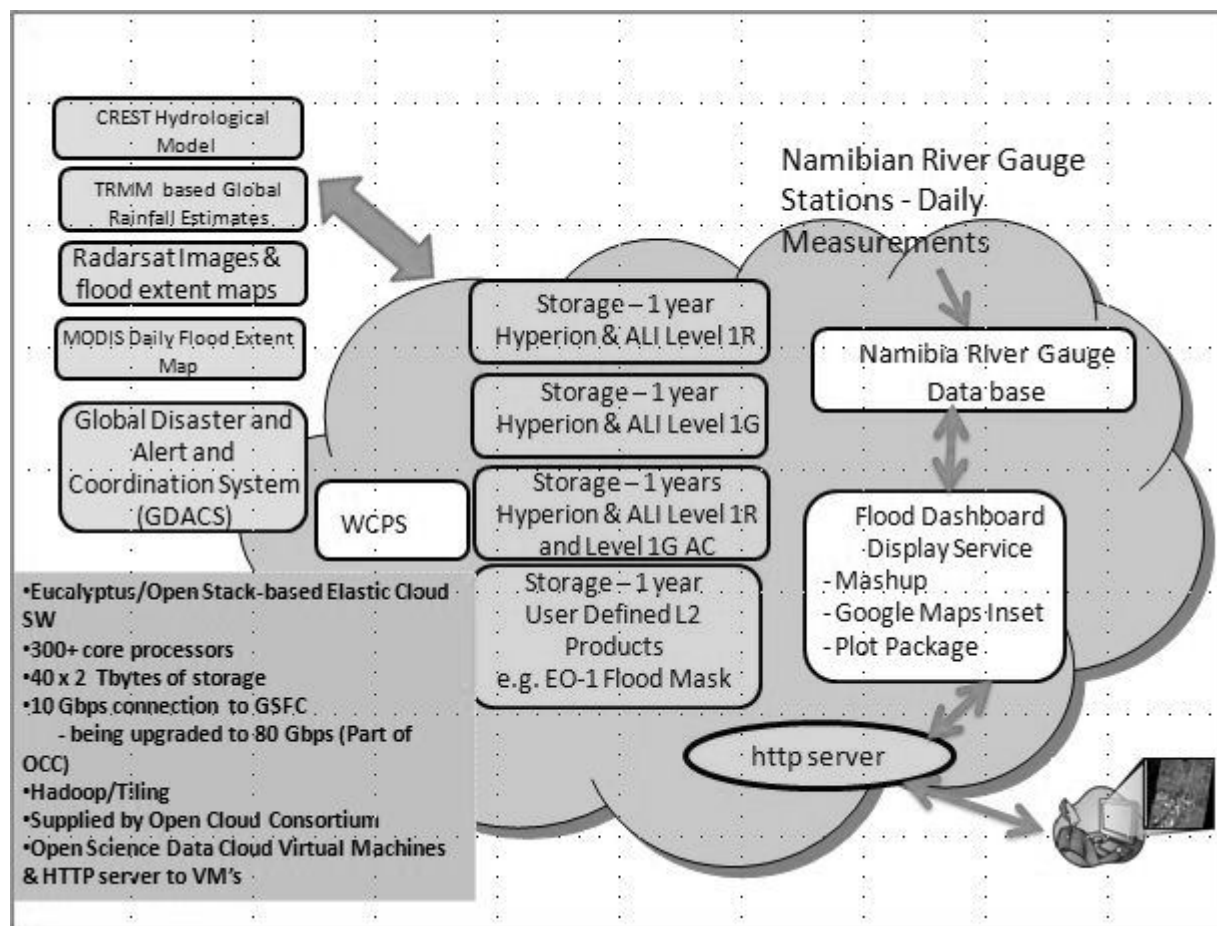 CREST Hydrological
Model
TRMM based Global
Rainfall Estimates
Radarsat Images &
flood extent maps
MODIS Daily Flood Extent
Map
Global Disaster and
Alert and
Coordination System
(GDACS)
WCPS
Storage – 1 year
Hyperion & ALI Level 1R
Storage – 1 year
Hyperion & ALI Level 1G
Storage – 1 years
Hyperion & ALI Level 1R
and Level 1G AC
Storage – 1 year
User Defined L2
Products
e.g. EO-1 Flood Mask
Namibian River Gauge
Stations - Daily
Measurements
Namibia River Gauge
Data base
Flood Dashboard
Display Service
- Mashup
- Google Maps Inset
- Plot Package
http server
•Eucalyptus/Open Stack-based Elastic Cloud
SW
•300+ core processors
•40 x 2 Tbytes of storage
•10 Gbps connection to GSFC
- being upgraded to 80 Gbps (Part of
OCC)
•Hadoop/Tiling
•Supplied by Open Cloud Consortium
•Open Science Data Cloud Virtual Machines
& HTTP server to VM's